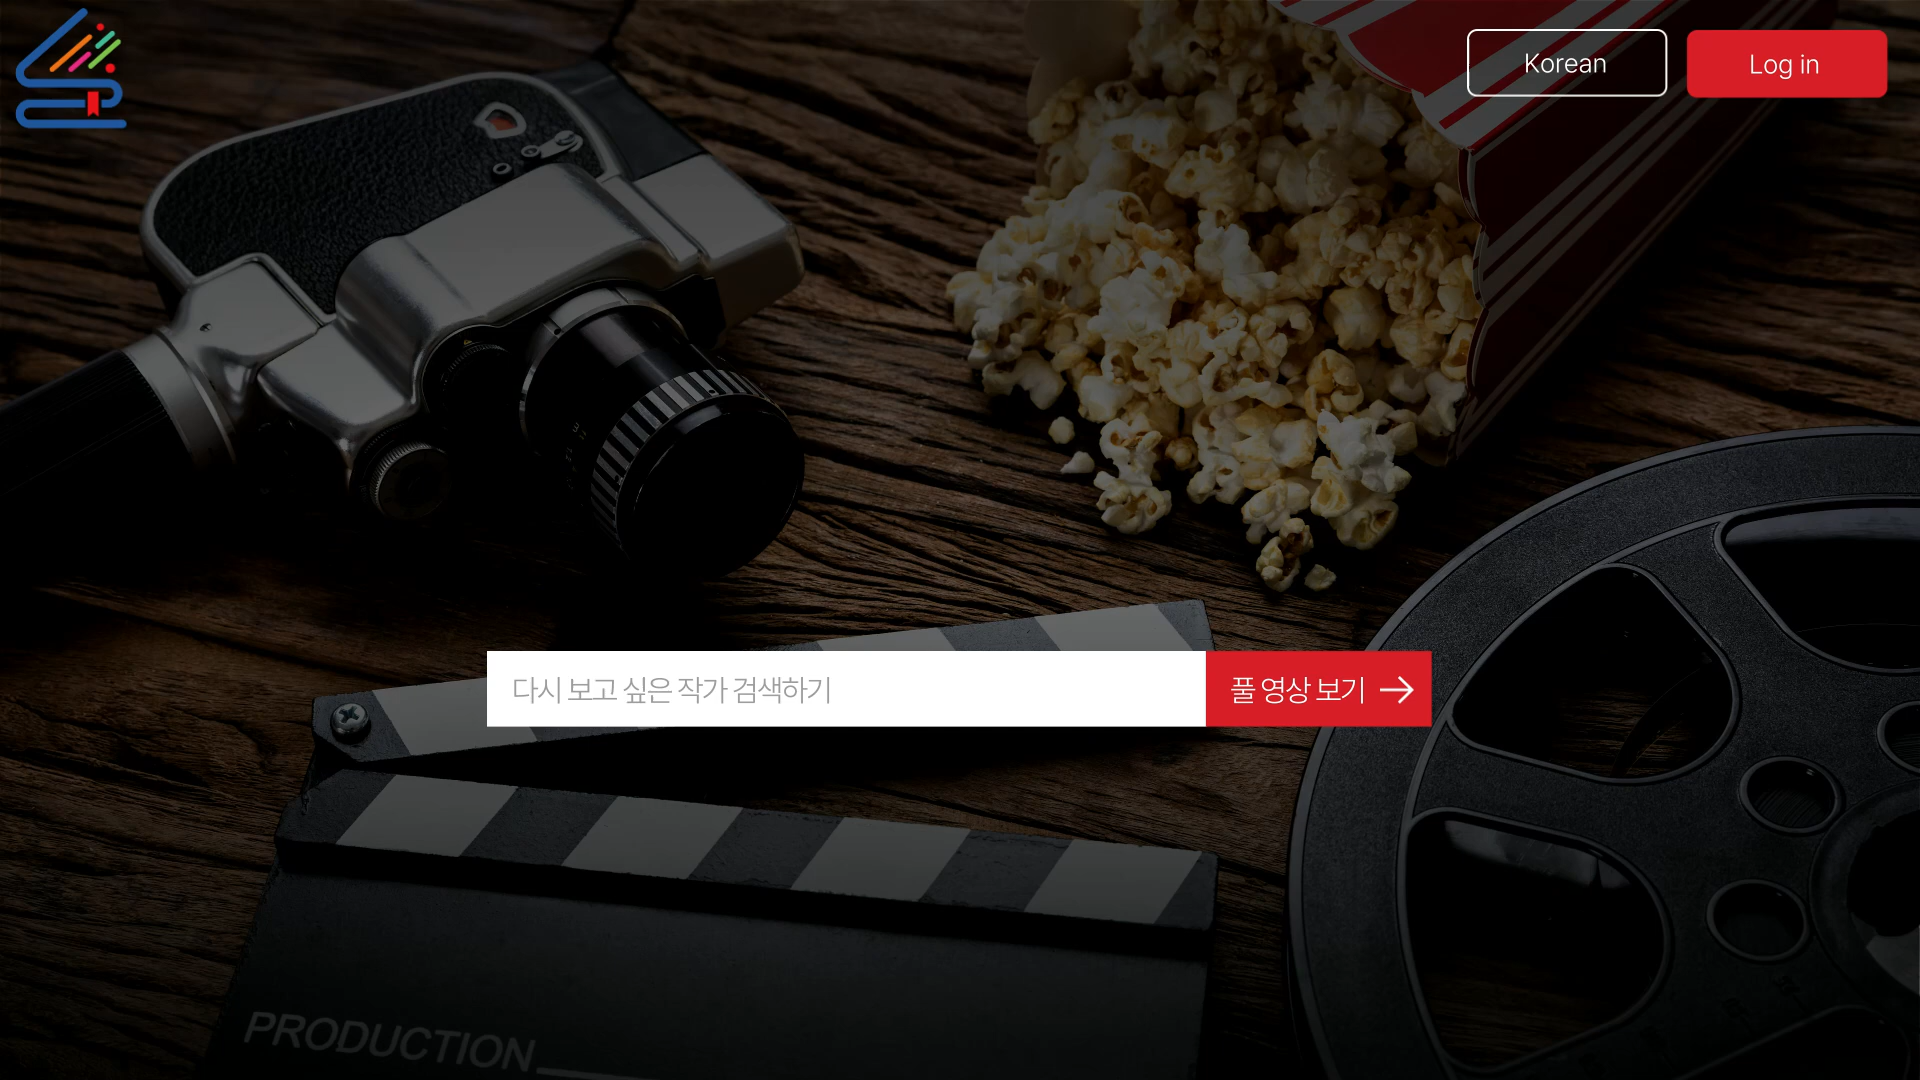 Korean
Log in
다시 보고 싶은 작가 검색하기
풀 영상 보기
PRODUCTION